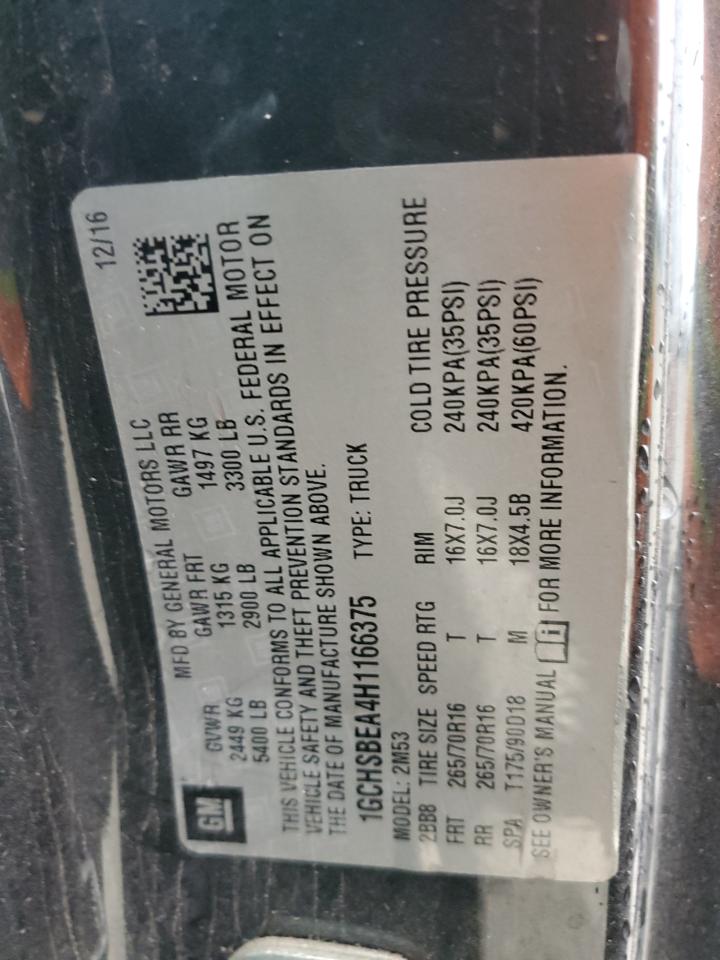 MFD BY GENERAL MOTORS LLC 12/16
GM
GVWR GAWR FRT GAWR RR
2449 KG 1315 KG 1497 KG
5400 LB 2900 LB 3300 LB
THIS VEHICLE CONFORMS TO ALL APPLICABLE U.S. FEDERAL MOTOR
VEHICLE SAFETY AND THEFT PREVENTION STANDARDS IN EFFECT ON
THE DATE OF MANUFACTURE SHOWN ABOVE.
1GCHSBEA4H1166375 TYPE: TRUCK
MODEL: 2M53
2BB8 TIRE SIZE SPEED RTG RIM COLD TIRE PRESSURE
FRT 265/70R16 T 16X7.0J 240KPA(35PSI)
RR 265/70R16 T 16X7.0J 240KPA(35PSI)
SPA T175/90D18 M 18X4.5B 420KPA(60PSI)
SEE OWNER'S MANUAL i FOR MORE INFORMATION.